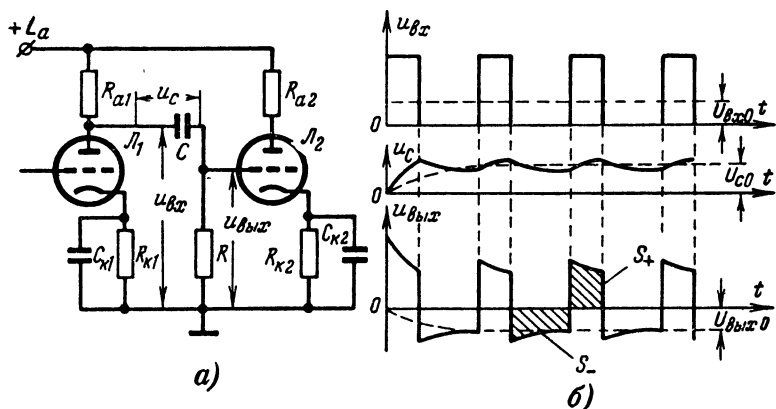 +Lа
Rа1
uс
Rа2
Л1
C
Л2
uвх
uвых
Cк1
Rк1
R
Rк2
Cк2
а)
uвх
0
Uвх0
t
uс
0
Uс0
t
uвых
S+
0
t
Uвых0
S−
б)